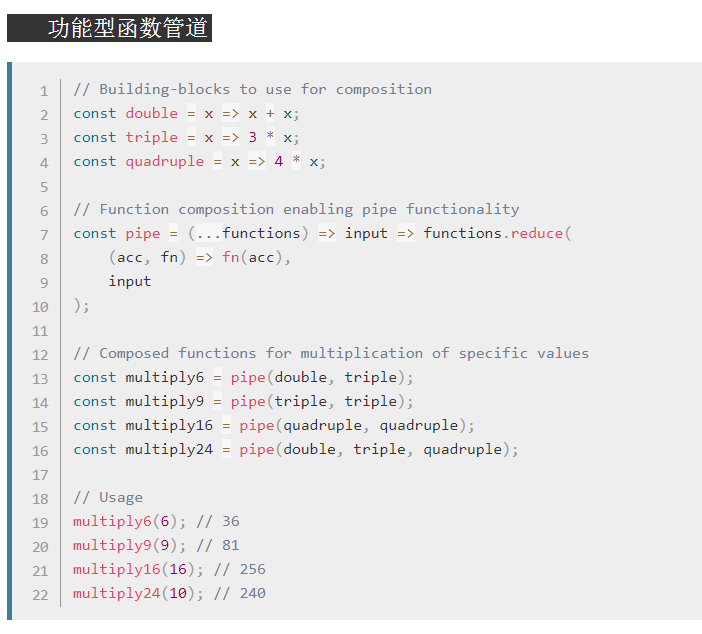 功能型函数管道
1 // Building-blocks to use for composition
2 const double = x => x + x;
3 const triple = x => 3 * x;
4 const quadruple = x => 4 * x;
5
6 // Function composition enabling pipe functionality
7 const pipe = (...functions) => input => functions.reduce(
8     (acc, fn) => fn(acc),
9     input
10 );
11
12 // Composed functions for multiplication of specific values
13 const multiply6 = pipe(double, triple);
14 const multiply9 = pipe(triple, triple);
15 const multiply16 = pipe(quadruple, quadruple);
16 const multiply24 = pipe(double, triple, quadruple);
17
18 // Usage
19 multiply6(6); // 36
20 multiply9(9); // 81
21 multiply16(16); // 256
22 multiply24(10); // 240